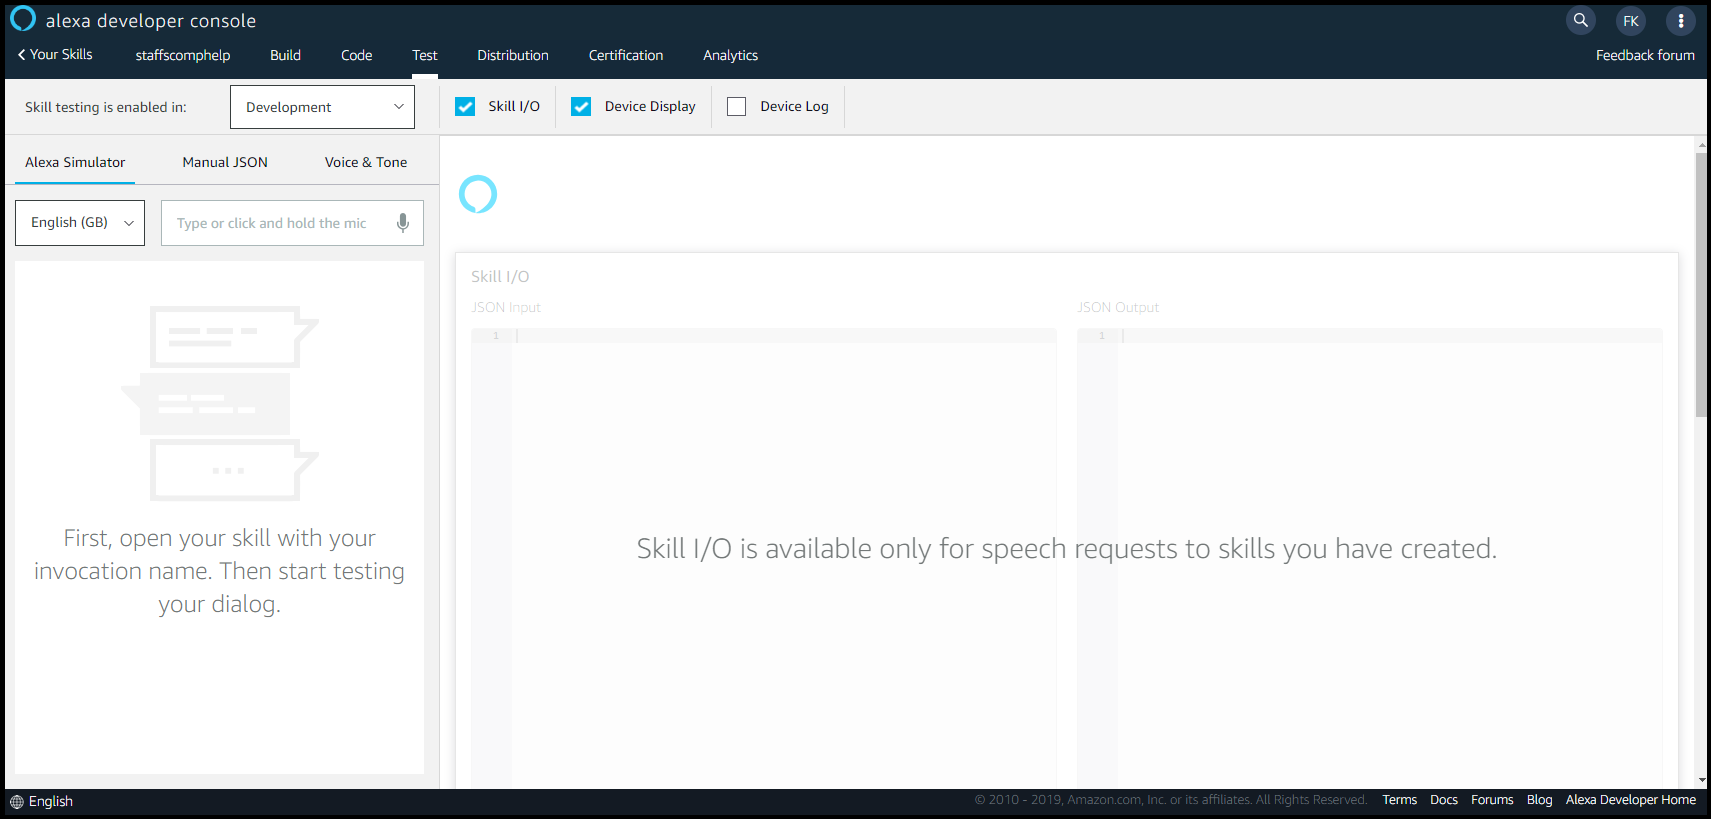 alexa developer console
FK
Your Skills
staffscomphelp
Build
Code
Test
Distribution
Certification
Analytics
Feedback forum
Skill testing is enabled in:
Development
Skill I/O
Device Display
Device Log
Alexa Simulator
Manual JSON
Voice & Tone
English (GB)
Type or click and hold the mic
First, open your skill with your
invocation name. Then start testing
your dialog.
Skill I/O
JSON Input
JSON Output
1
1
Skill I/O is available only for speech requests to skills you have created.
English
© 2010 - 2019, Amazon.com, Inc. or its affiliates. All Rights Reserved.
Terms
Docs
Forums
Blog
Alexa Developer Home